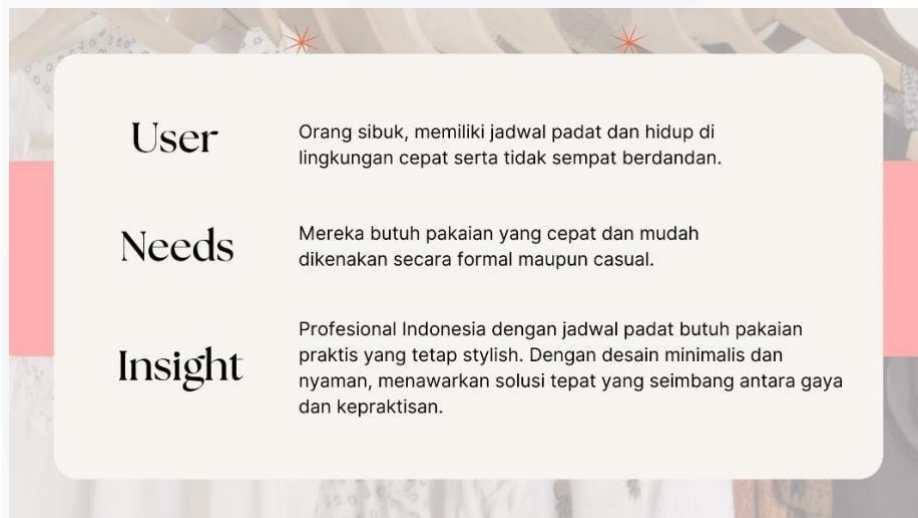 User
Orang sibuk, memiliki jadwal padat dan hidup di
lingkungan cepat serta tidak sempat berdandan.
Needs
Mereka butuh pakaian yang cepat dan mudah
dikenakan secara formal maupun casual.
Insight
Profesional Indonesia dengan jadwal padat butuh pakaian
praktis yang tetap stylish. Dengan desain minimalis dan
nyaman, menawarkan solusi tepat yang seimbang antara gaya
dan kepraktisan.